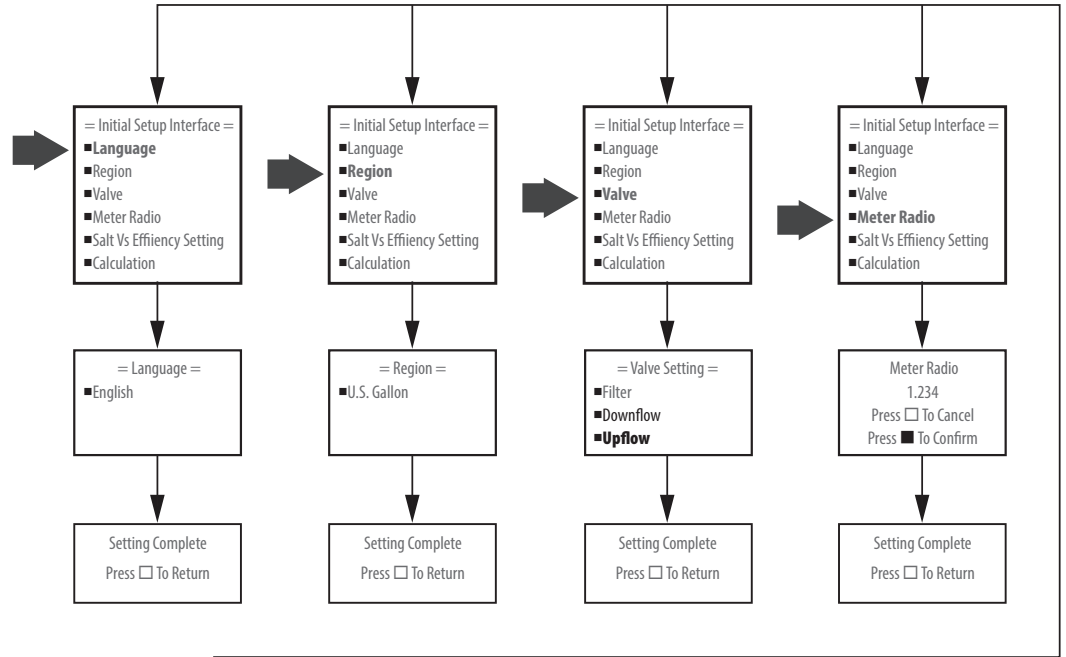 = Initial Setup Interface =
■Language
■Region
■Valve
■Meter Radio
■Salt Vs Effiiency Setting
■Calculation
= Initial Setup Interface =
■Language
■Region
■Valve
■Meter Radio
■Salt Vs Effiiency Setting
■Calculation
= Initial Setup Interface =
■Language
■Region
■Valve
■Meter Radio
■Salt Vs Effiiency Setting
■Calculation
= Initial Setup Interface =
■Language
■Region
■Valve
■Meter Radio
■Salt Vs Effiiency Setting
■Calculation
= Language =
■English
= Region =
■U.S. Gallon
= Valve Setting =
■Filter
■Downflow
■Upflow
Meter Radio
1.234
Press □ To Cancel
Press ■ To Confirm
Setting Complete
Press □ To Return
Setting Complete
Press □ To Return
Setting Complete
Press □ To Return
Setting Complete
Press □ To Return